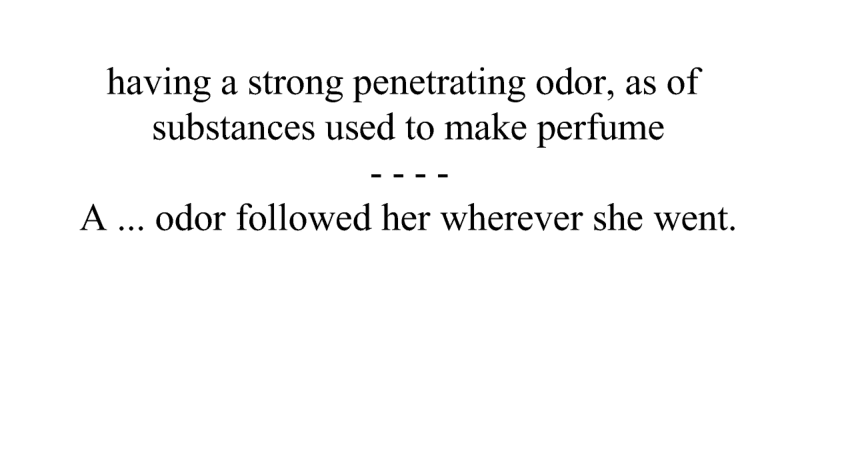 having a strong penetrating odor, as of
substances used to make perfume
- - - -
A ... odor followed her wherever she went.